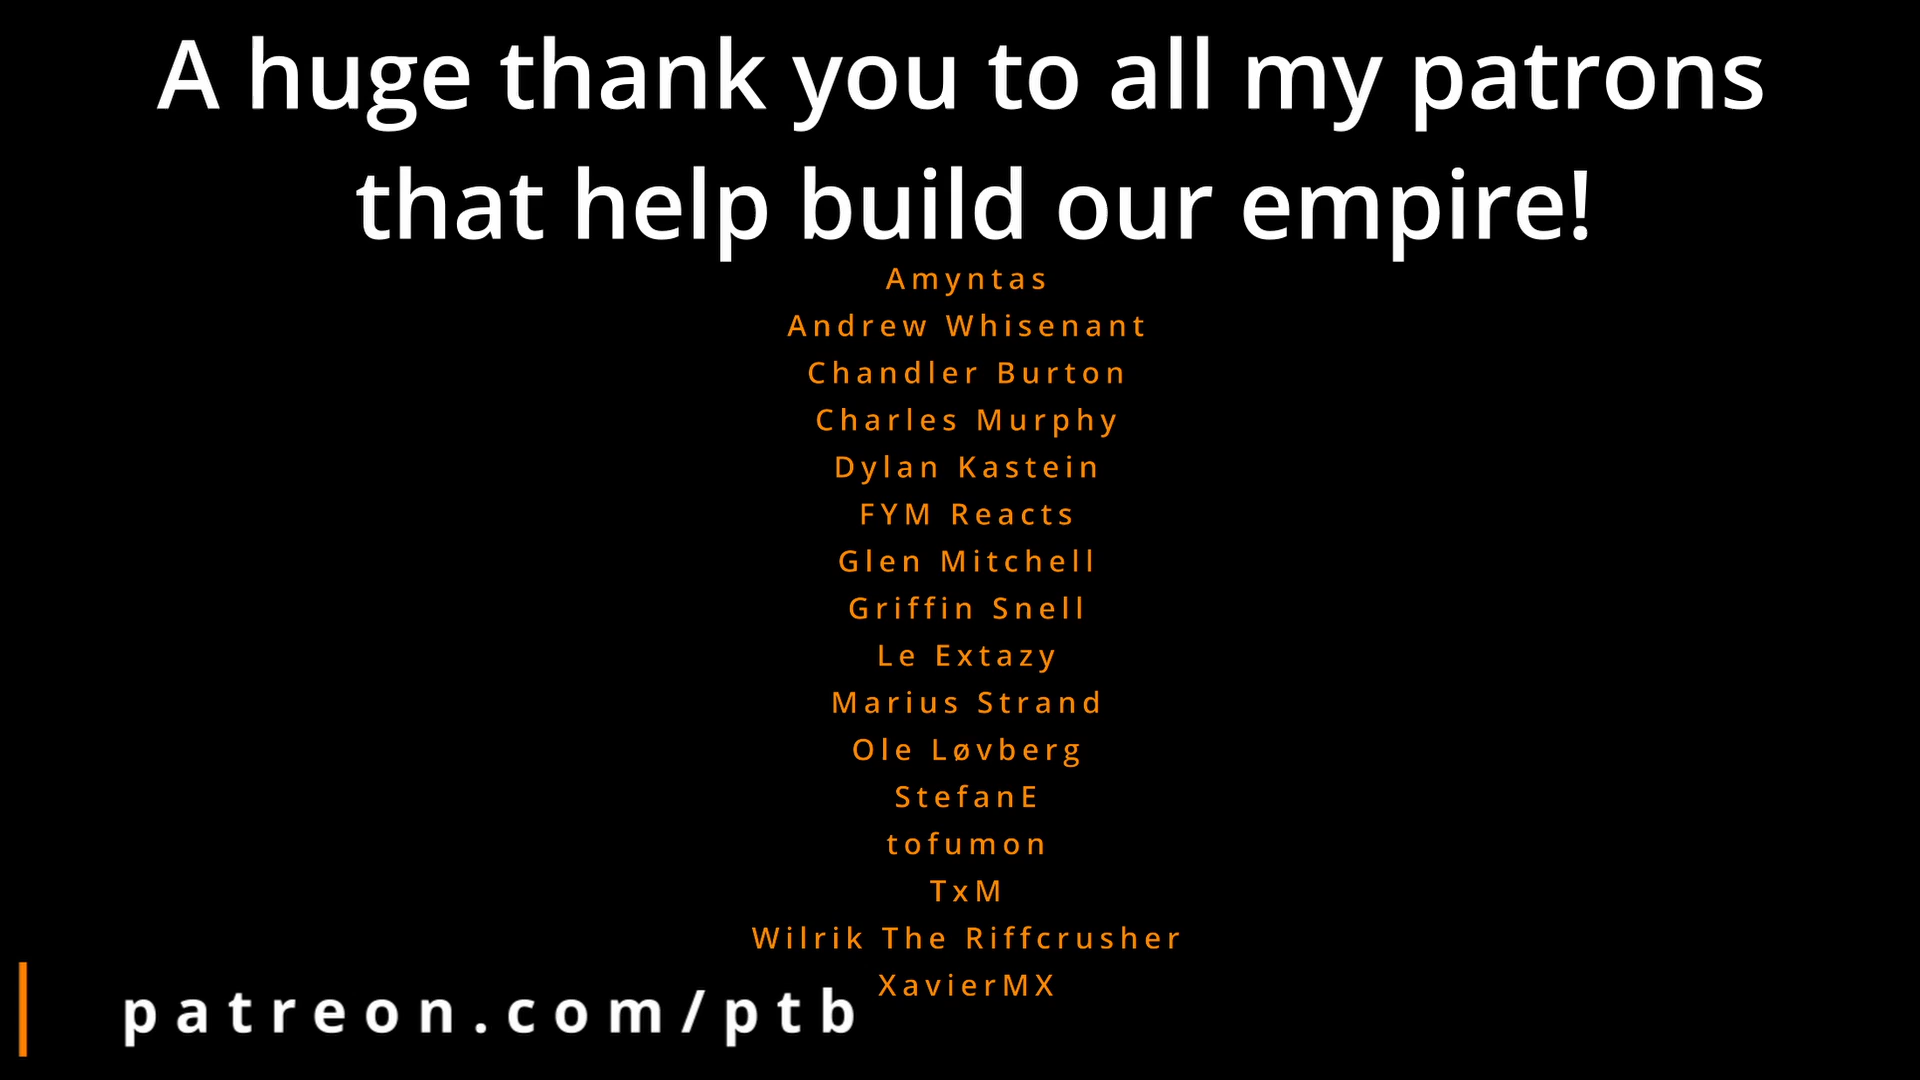 A huge thank you to all my patrons
that help build our empire!
Amyntas
Andrew Whisenant
Chandler Burton
Charles Murphy
Dylan Kastein
FYM Reacts
Glen Mitchell
Griffin Snell
Le Extazy
Marius Strand
Ole Løvberg
StefanE
tofumon
TxM
Wilrik The Riffcrusher
XavierMX
patreon.com/ptb